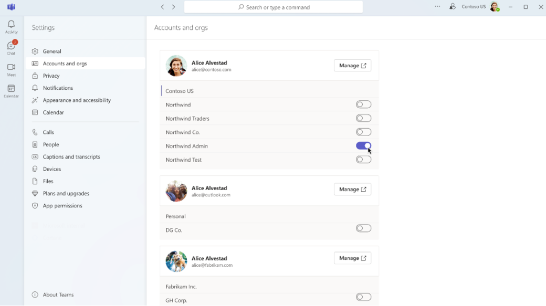 Search or type a command
Contoso US
Activity
Chat
Calendar
Settings
General
Accounts and orgs
Privacy
Notifications
Appearance and accessibility
Calendar
Calls
People
Captions and transcripts
Devices
Files
Plans and upgrades
App permissions
About Teams
Accounts and orgs
Alice Alvestad
alice@contoso.com
Manage
Contoso US
Northwind
Northwind Traders
Northwind Co.
Northwind Admin
Northwind Test
Alice Alvestad
alice@outlook.com
Manage
Personal
DG Co.
Alice Alvestad
alice@fabrikam.com
Manage
Fabrikam Inc.
GH Corp.